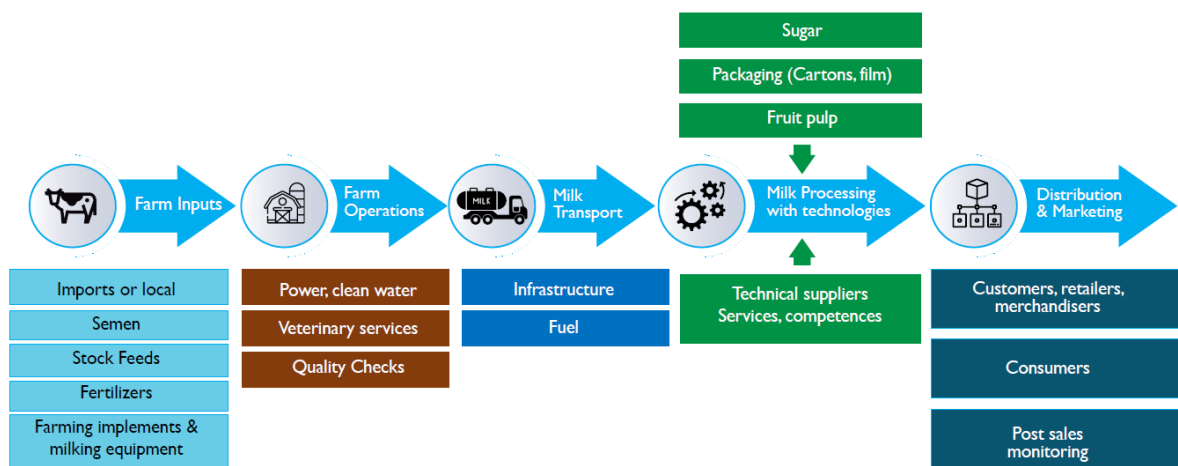 Sugar
Packaging (Cartons, film)
Fruit pulp
Farm Inputs
Farm
Operations
MILK
Milk
Transport
Milk Processing
with technologies
Distribution
& Marketing
Imports or local
Semen
Stock Feeds
Fertilizers
Farming implements &
milking equipment
Power, clean water
Veterinary services
Quality Checks
Infrastructure
Fuel
Technical suppliers
Services, competences
Customers, retailers,
merchandisers
Consumers
Post sales
monitoring